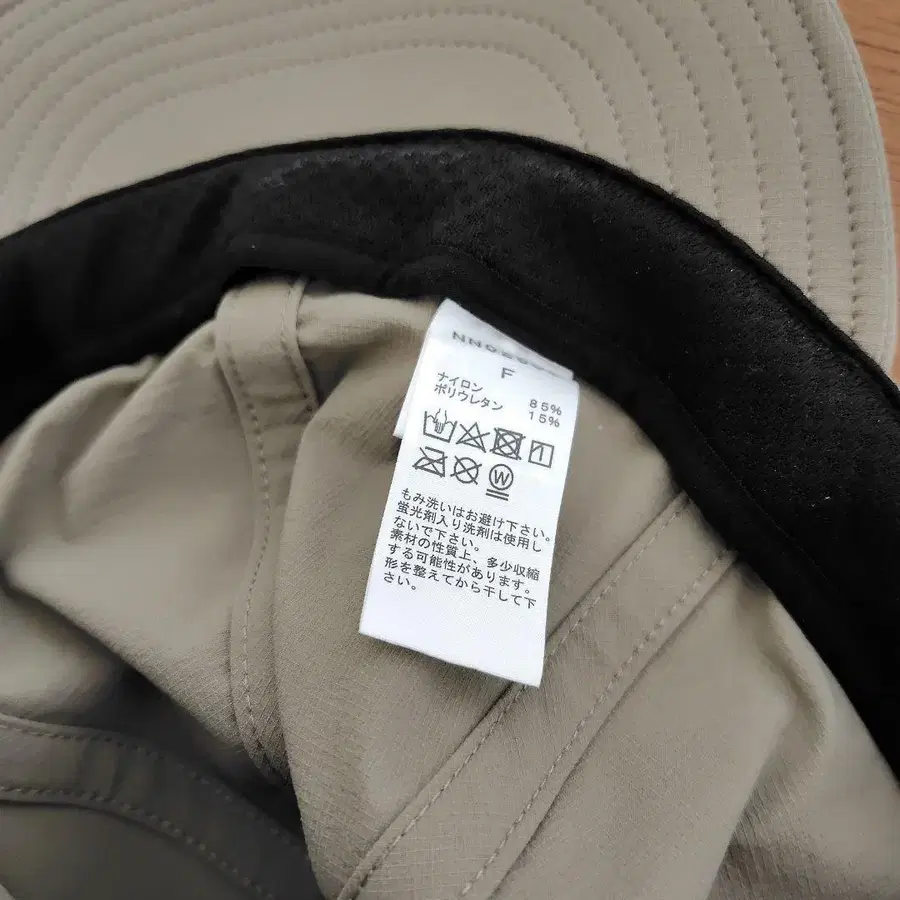 F
ナイロン 85%
ポリウレタン 15%
W
もみ洗いはお避け下さい。
蛍光剤入り洗剤は使用し
ないで下さい。
素材の性質上、多少収縮
する可能性があります。
形を整えてから干して下
さい。